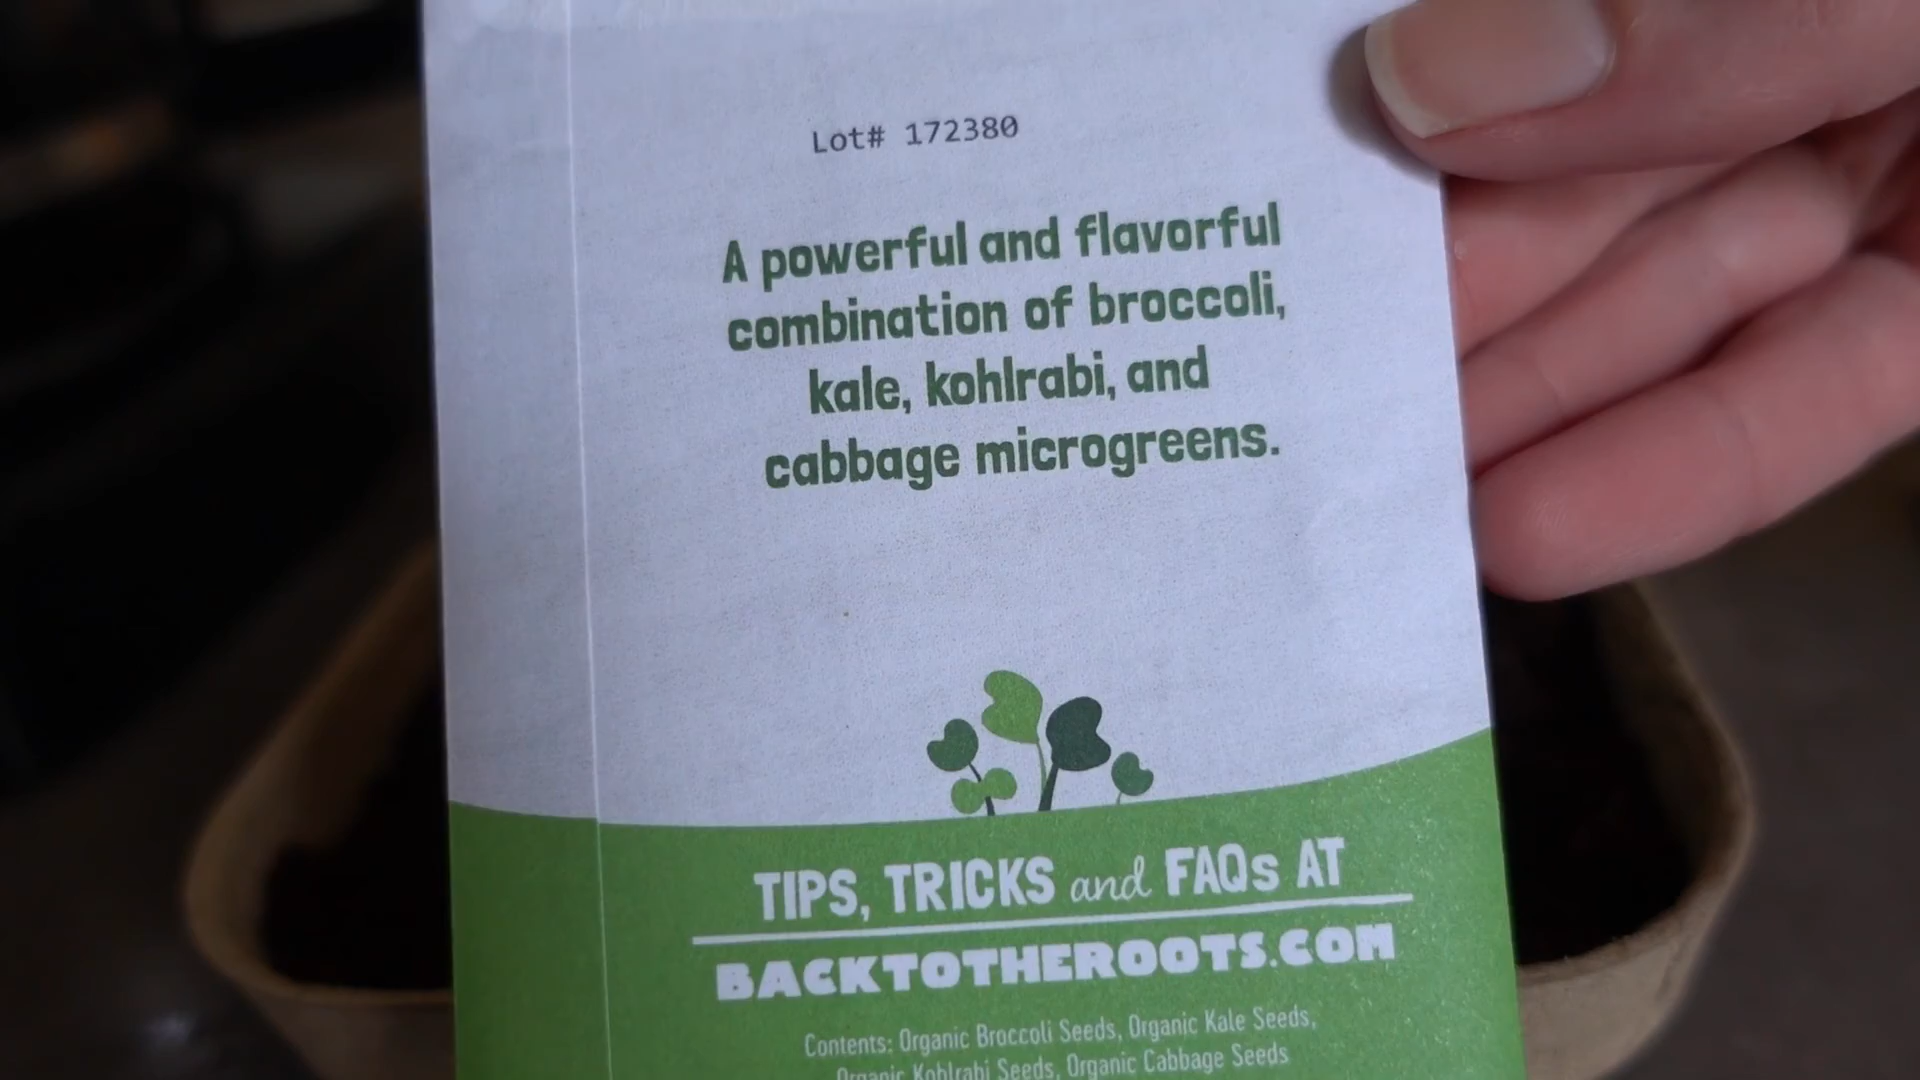 Lot# 172380
A powerful and flavorful
combination of broccoli,
kale, kohlrabi, and
cabbage microgreens.
TIPS, TRICKS and FAQs AT
BACKTOTHEROOTS.COM
Contents: Organic Broccoli Seeds, Organic Kale Seeds,
Organic Kohlrabi Seeds, Organic Cabbage Seeds